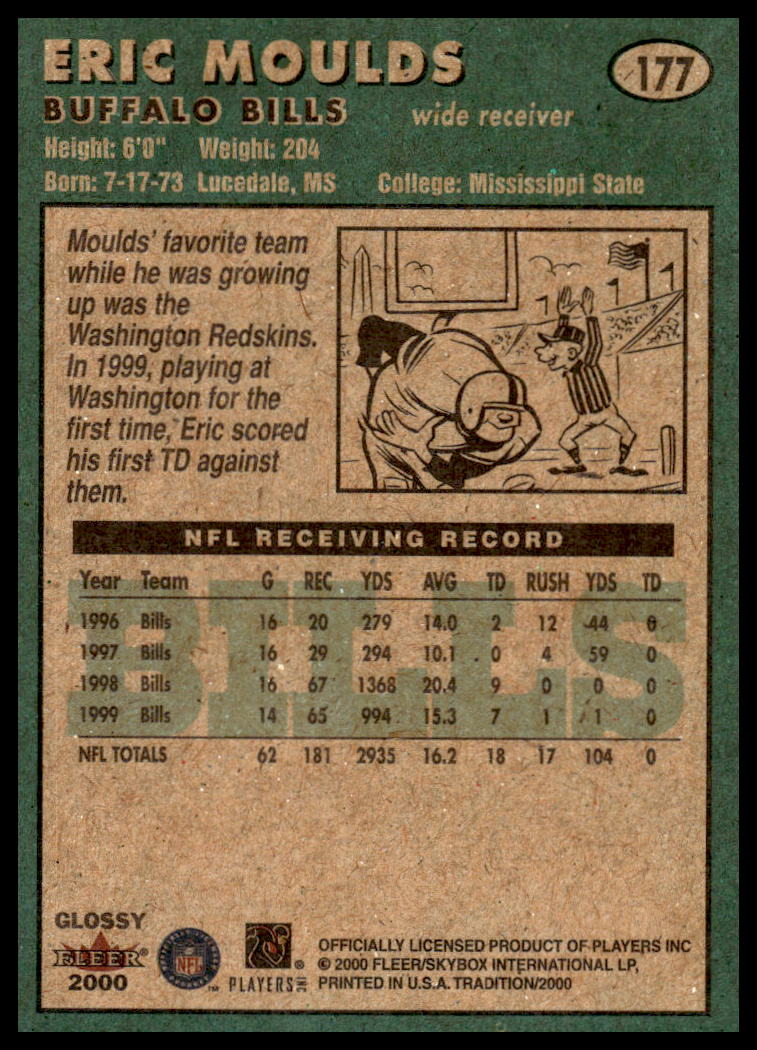 ERIC MOULDS
177
BUFFALO BILLS
wide receiver
Height: 6'0" Weight: 204
Born: 7-17-73 Lucedale, MS College: Mississippi State
Moulds' favorite team
while he was growing
up was the
Washington Redskins.
In 1999, playing at
Washington for the
first time, Eric scored
his first TD against
them.
NFL RECEIVING RECORD
Year Team G REC YDS AVG TD RUSH YDS TD
BILLS
1996 Bills 16 20 279 14.0 2 12 44 0
1997 Bills 16 29 294 10.1 0 4 59 0
1998 Bills 16 67 1368 20.4 9 0 0 0
1999 Bills 14 65 994 15.3 7 1 1 0
NFL TOTALS 62 181 2935 16.2 18 17 104 0
GLOSSY
FLEER®
2000
NFL
™
PLAYERS INC
®
OFFICIALLY LICENSED PRODUCT OF PLAYERS INC
© 2000 FLEER/SKYBOX INTERNATIONAL LP,
PRINTED IN U.S.A. TRADITION/2000